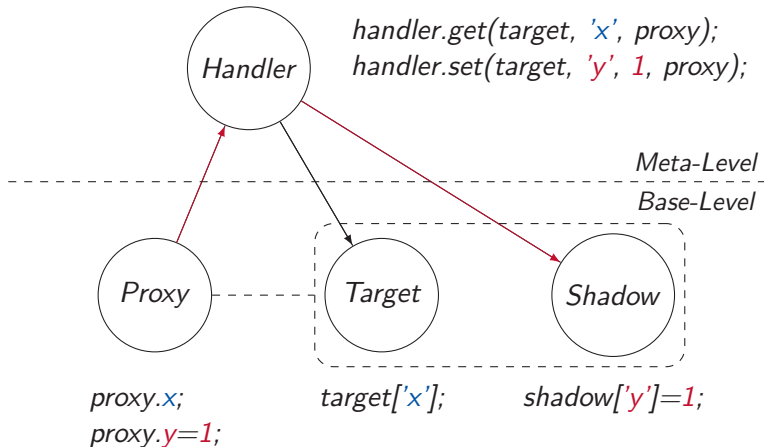 handler.get(target, 'x', proxy);
handler.set(target, 'y', 1, proxy);
Handler
Meta-Level
Base-Level
Proxy
Target
Shadow
proxy.x;
target['x'];
shadow['y']=1;
proxy.y=1;